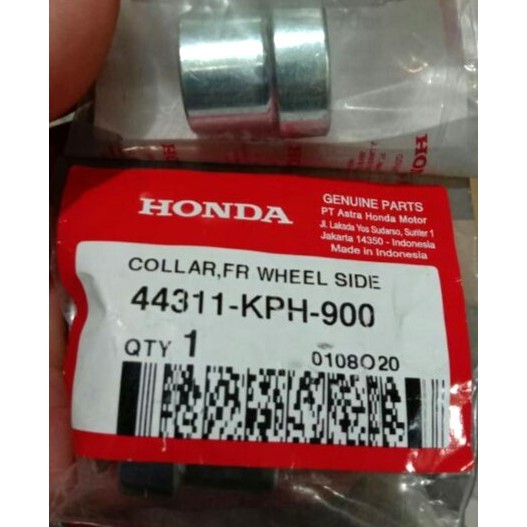 HONDA
GENUINE PARTS
PT Astra Honda Motor
Jl. Laksda Yos Sudarso, Sunter 1
Jakarta 14350 - Indonesia
Made in Indonesia
COLLAR,FR WHEEL SIDE
44311-KPH-900
QTY 1
0108O20
HONDA